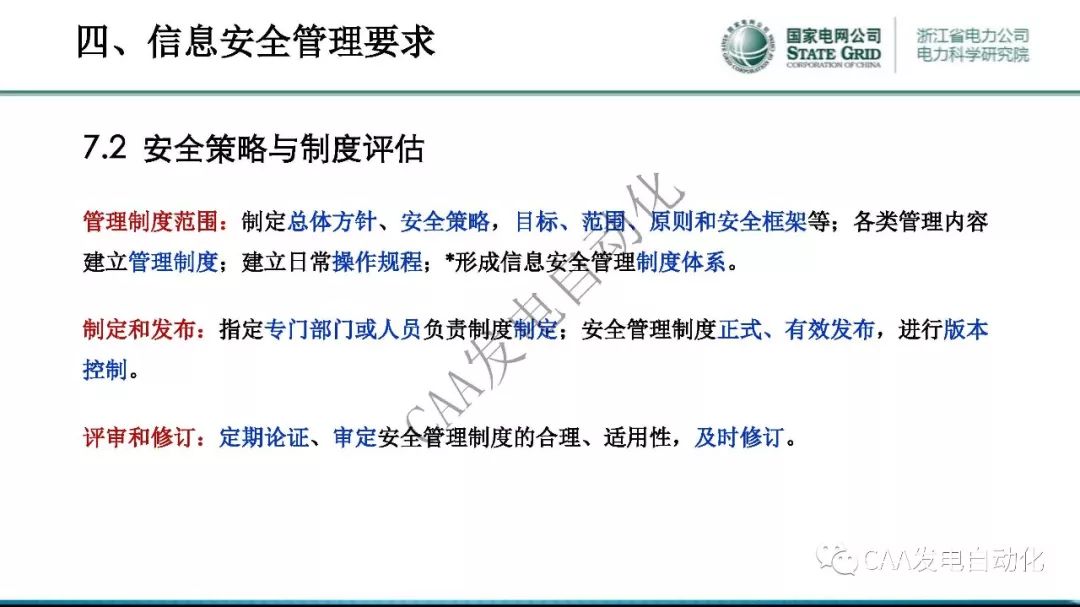 四、信息安全管理要求
国家电网公司
STATE GRID
CORPORATION OF CHINA
浙江省电力公司
电力科学研究院
7.2 安全策略与制度评估
管理制度范围：制定总体方针、安全策略，目标、范围、原则和安全框架等；各类管理内容
建立管理制度；建立日常操作规程；*形成信息安全管理制度体系。
制定和发布：指定专门部门或人员负责制度制定；安全管理制度正式、有效发布，进行版本
控制。
评审和修订：定期论证、审定安全管理制度的合理、适用性，及时修订。
CAA发电自动化
CAA发电自动化